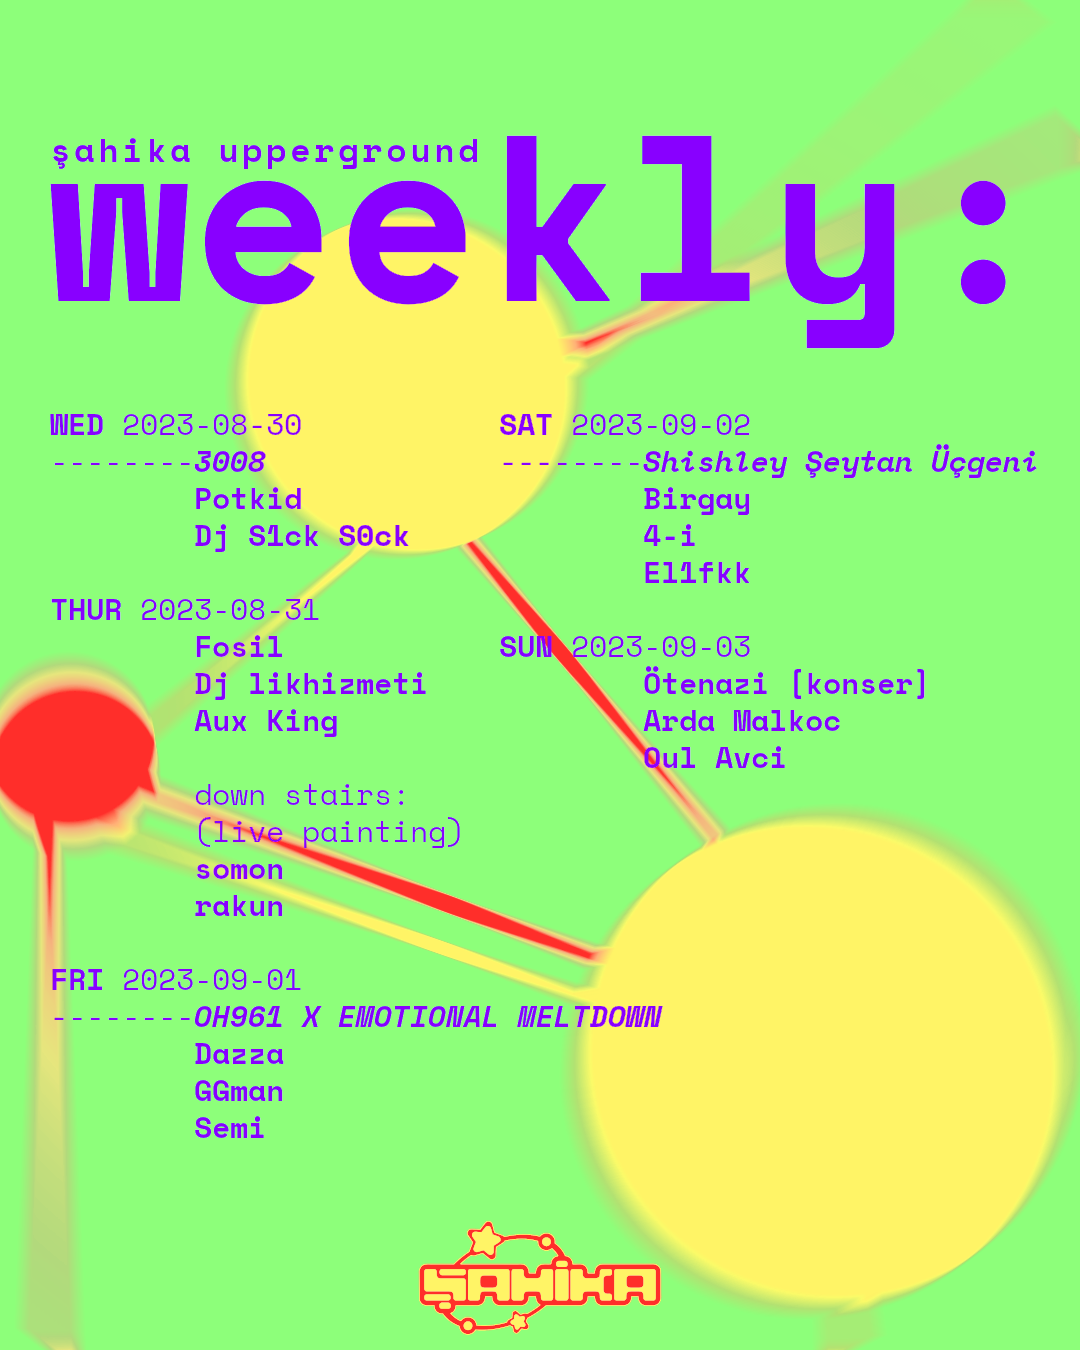 şahika upperground
weekly:
WED 2023-08-30
--------3008
Potkid
Dj S1ck S0ck
THUR 2023-08-31
Fosil
Dj likhizmeti
Aux King
down stairs:
(live painting)
somon
rakun
FRI 2023-09-01
--------OH961 X EMOTIONAL MELTDOWN
Dazza
GGman
Semi
SAT 2023-09-02
--------Shishley Şeytan Üçgeni
Birgay
4-i
El1fkk
SUN 2023-09-03
Ötenazi [konser]
Arda Malkoc
Oul Avci
ŞAHİKA